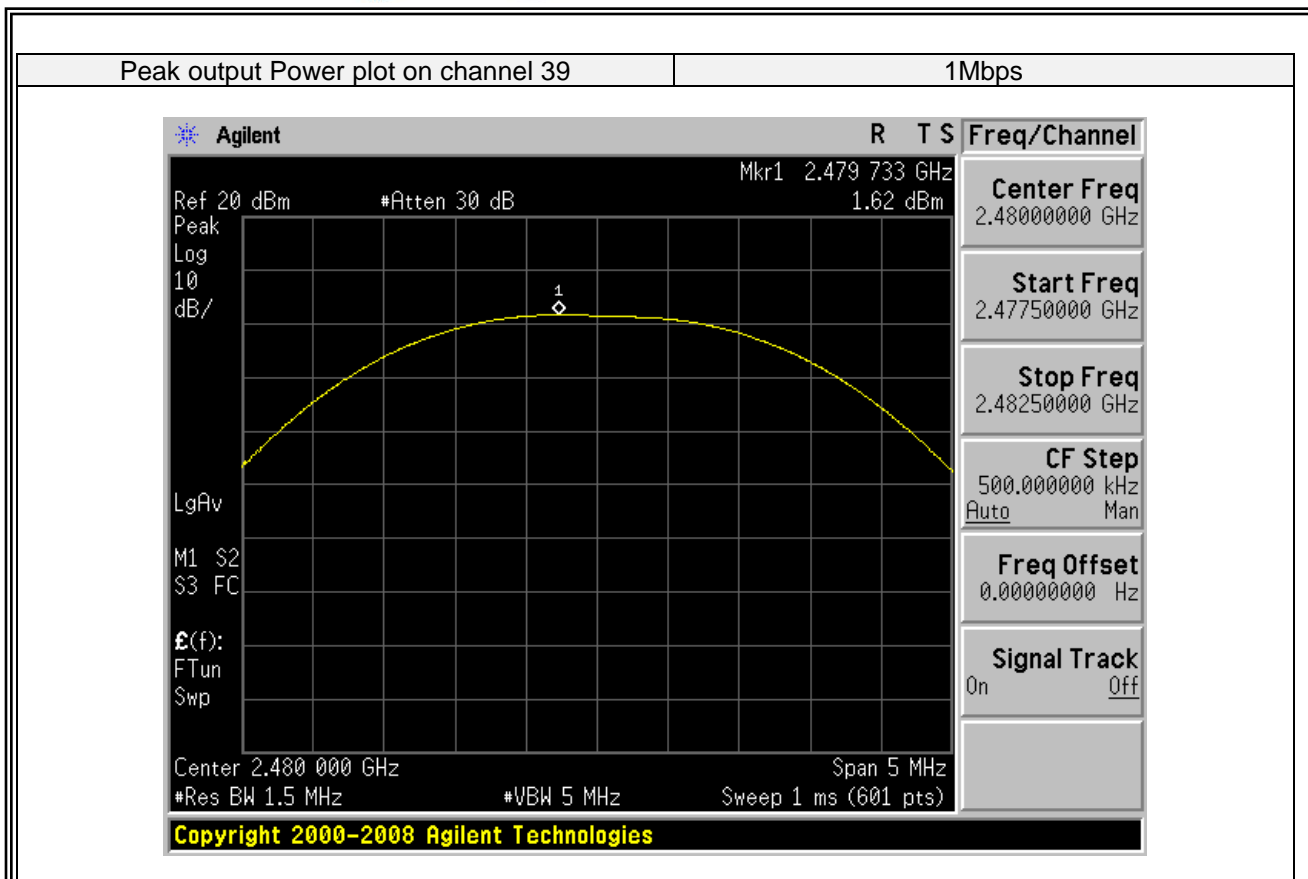 Peak output Power plot on channel 39 1Mbps
Agilent R T S Freq/Channel
Mkr1 2.479 733 GHz
Ref 20 dBm #Atten 30 dB 1.62 dBm
Peak
Log
10
dB/
1
LgAv
M1 S2
S3 FC
£(f):
FTun
Swp
Center 2.480 000 GHz Span 5 MHz
#Res BW 1.5 MHz #VBW 5 MHz Sweep 1 ms (601 pts)
Copyright 2000-2008 Agilent Technologies
Center Freq
2.48000000 GHz
Start Freq
2.47750000 GHz
Stop Freq
2.48250000 GHz
CF Step
500.000000 kHz
Auto Man
Freq Offset
0.00000000 Hz
Signal Track
On Off